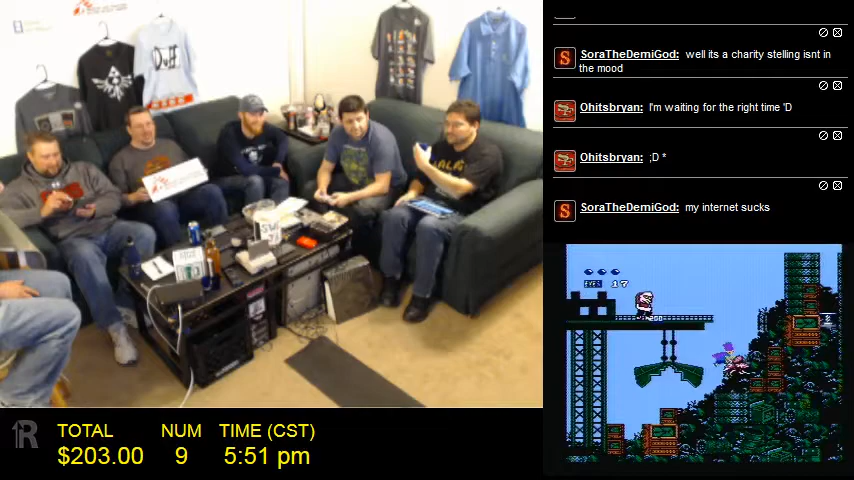 Duff
SoraTheDemiGod: well its a charity stelling isnt in
the mood
Ohitsbryan: I'm waiting for the right time 'D
Ohitsbryan: ;D *
SoraTheDemiGod: my internet sucks
17
TOTAL NUM TIME (CST)
$203.00 9 5:51 pm